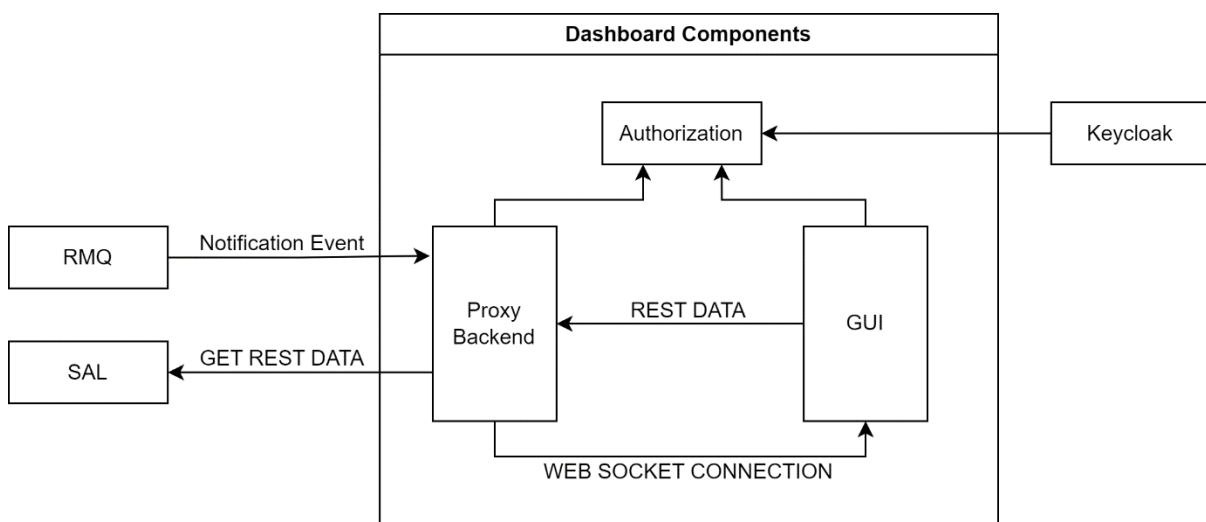 Dashboard Components
Authorization
Keycloak
RMQ
Notification Event
Proxy
Backend
REST DATA
GUI
SAL
GET REST DATA
WEB SOCKET CONNECTION